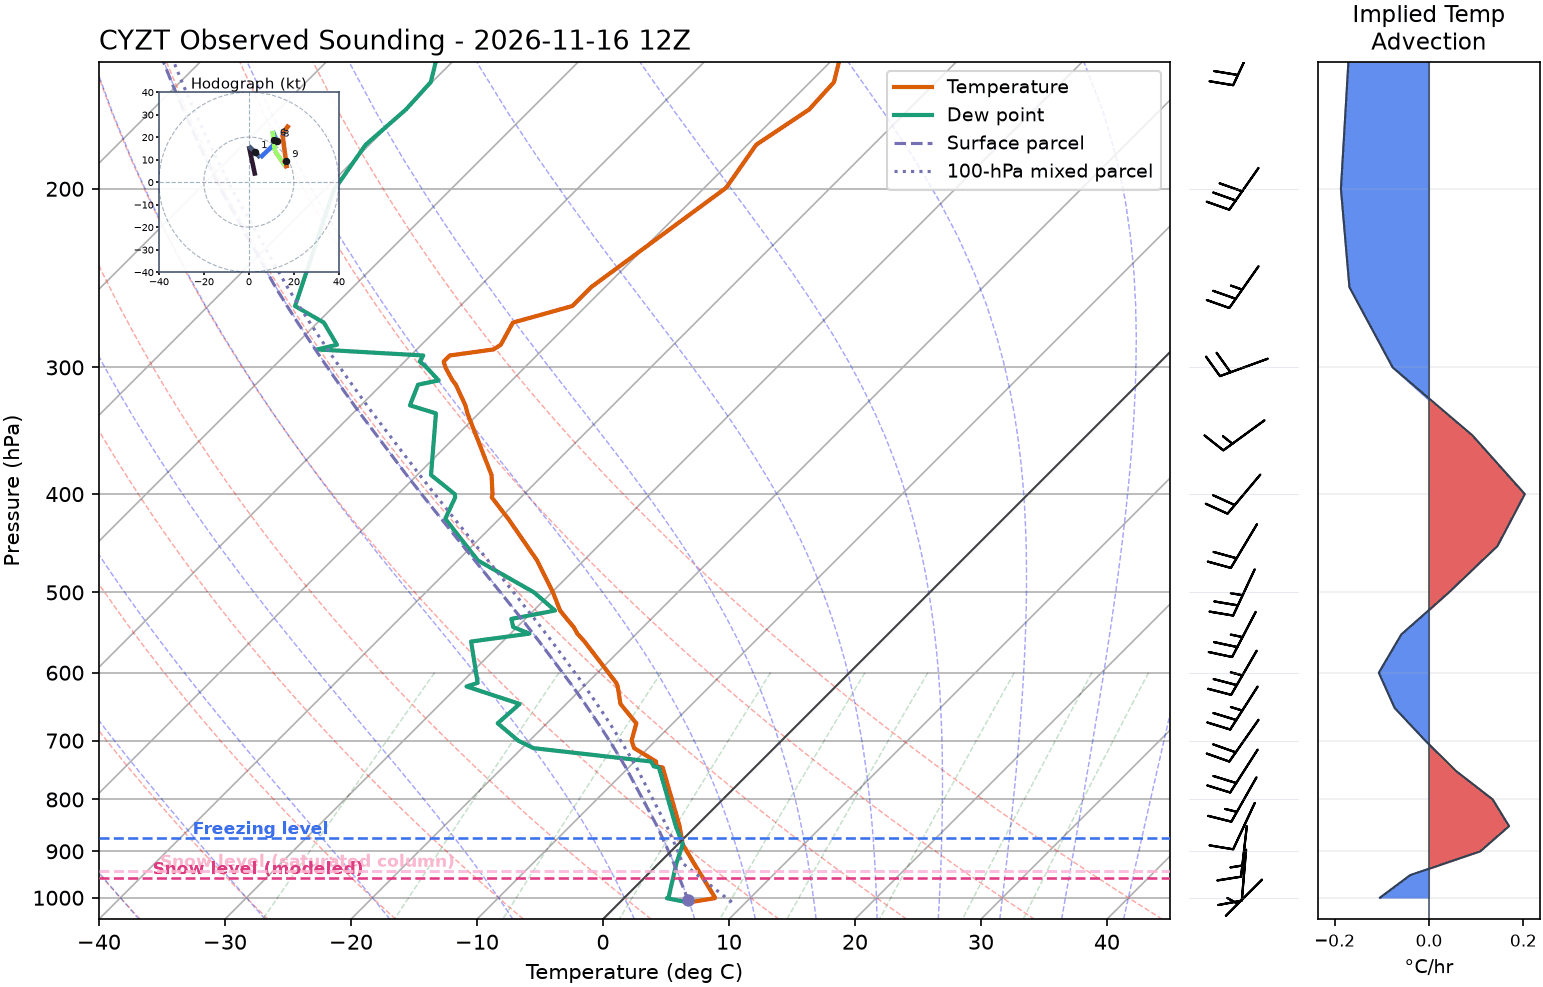 CYZT Observed Sounding - 2026-11-16 12Z
Implied Temp
Advection
Temperature
Dew point
Surface parcel
100-hPa mixed parcel
Hodograph (kt)
40
30
20
10
0
−10
−20
−30
−40
−40
−20
0
20
40
1
8
9
200
300
400
500
600
700
800
900
1000
Pressure (hPa)
Freezing level
Snow level (saturated column)
Snow level (modeled)
−40
−30
−20
−10
0
10
20
30
40
Temperature (deg C)
−0.2
0.0
0.2
°C/hr